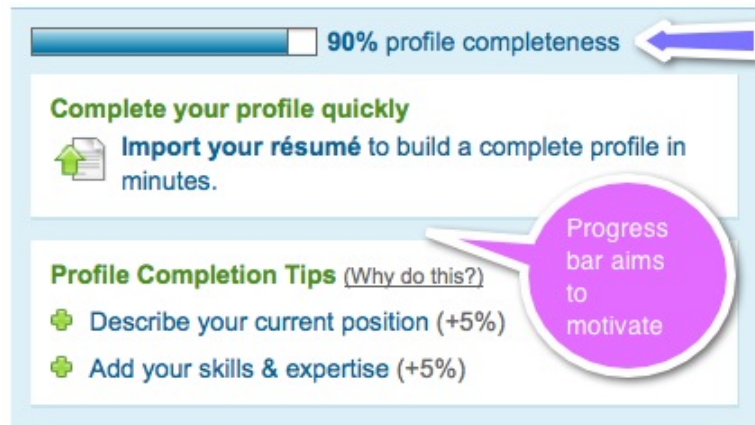 90% profile completeness
Complete your profile quickly
Import your résumé to build a complete profile in
minutes.
Progress
bar aims
to
motivate
Profile Completion Tips (Why do this?)
Describe your current position (+5%)
Add your skills & expertise (+5%)